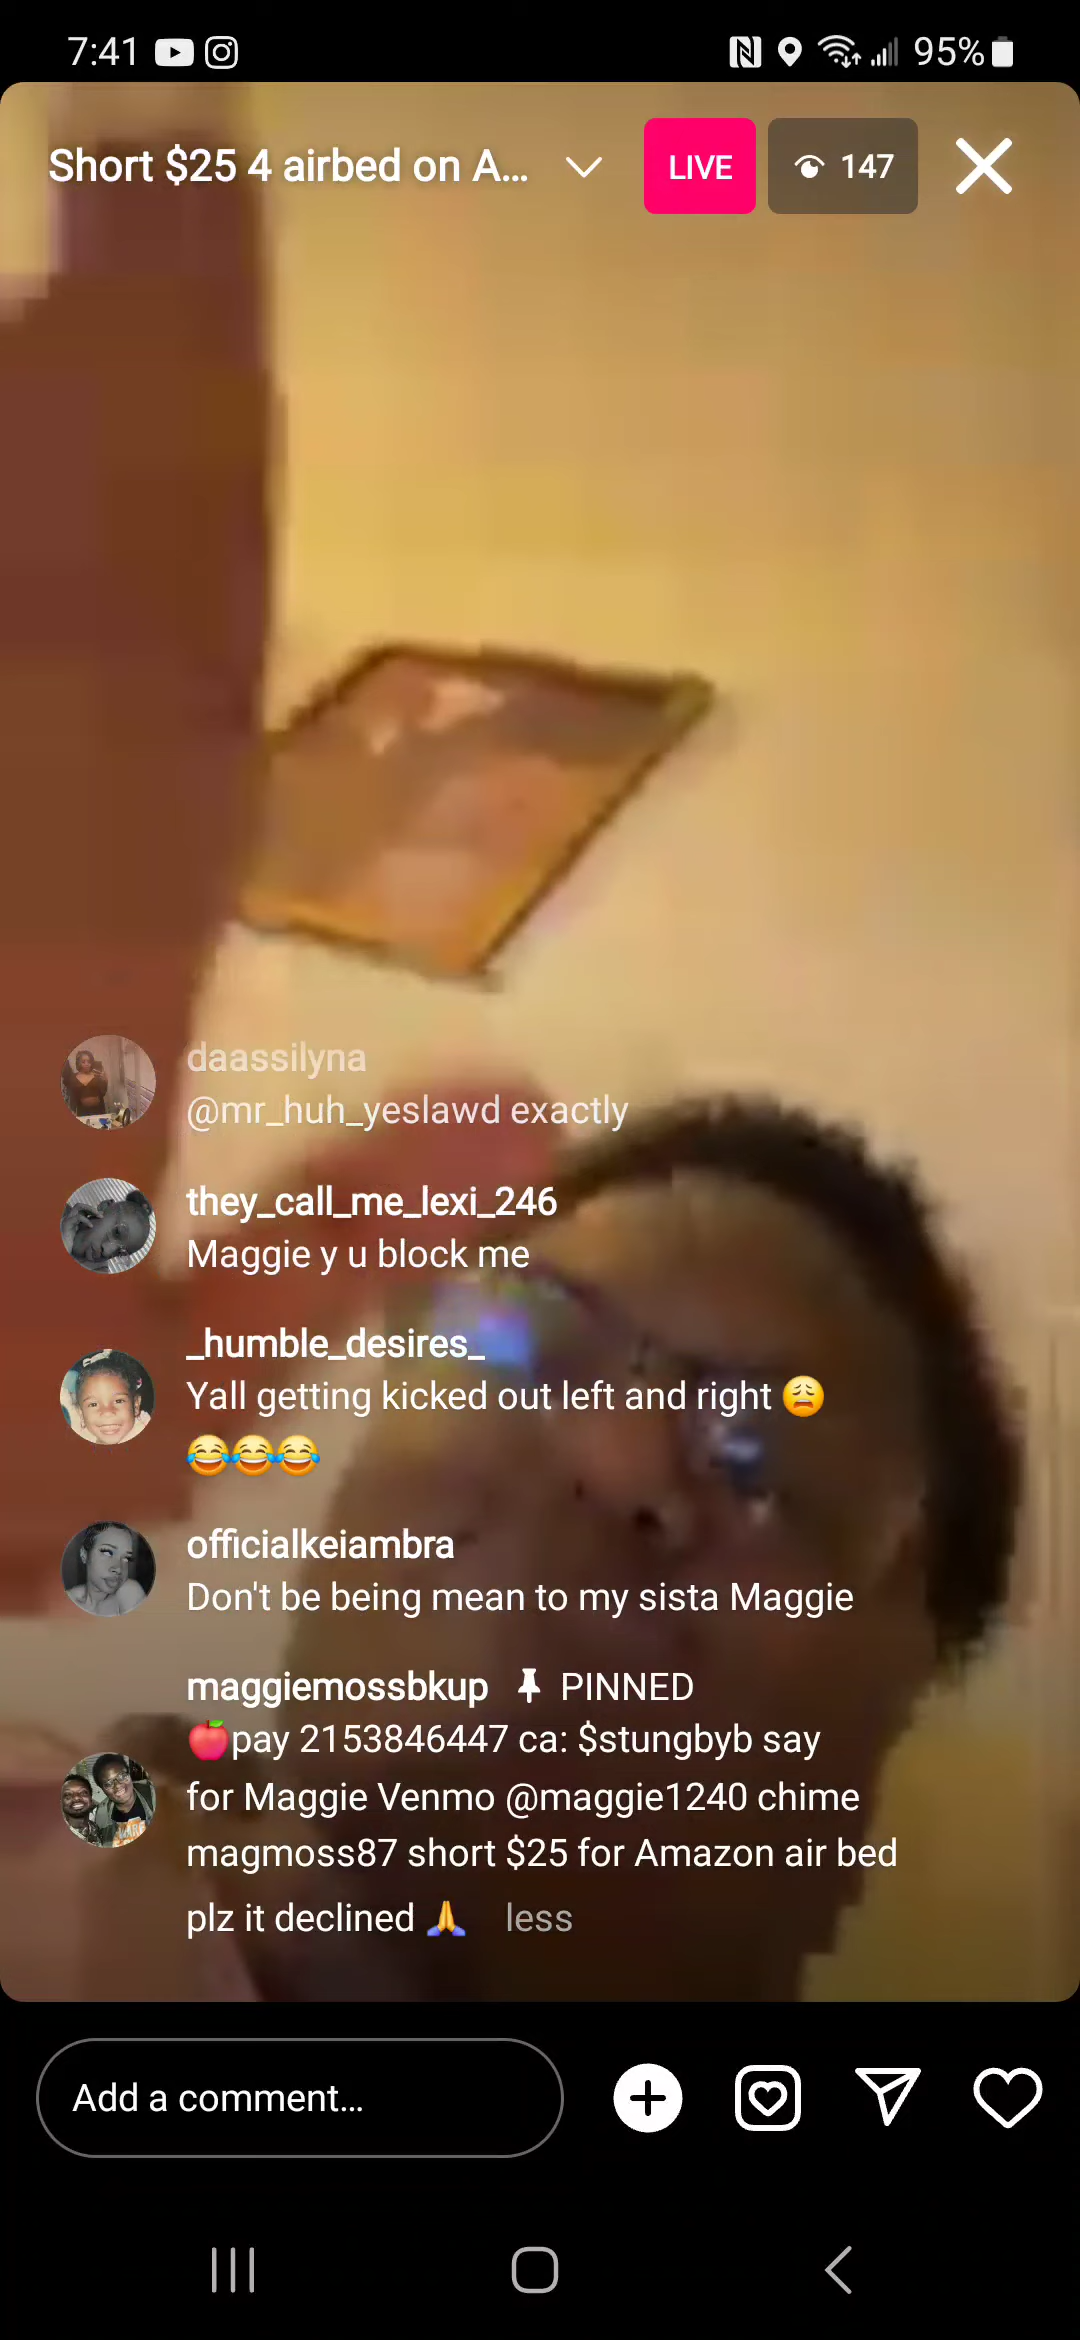 7:41
95%
Short $25 4 airbed on A...
LIVE
147
daassilyna
@mr_huh_yeslawd exactly
they_call_me_lexi_246
Maggie y u block me
_humble_desires_
Yall getting kicked out left and right 😩
😂😂😂
officialkeiambra
Don't be being mean to my sista Maggie
maggiemossbkup 📌 PINNED
🍎pay 2153846447 ca: $stungbyb say
for Maggie Venmo @maggie1240 chime
magmoss87 short $25 for Amazon air bed
plz it declined 🙏 less
Add a comment...